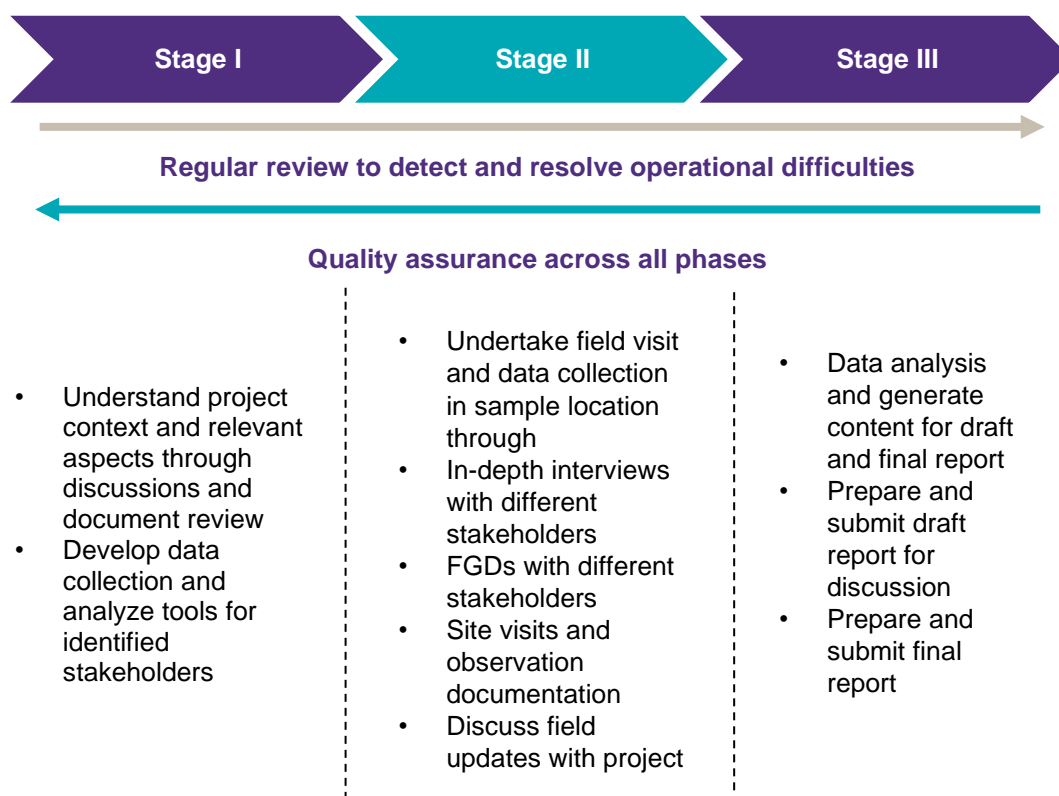 Stage I
Stage II
Stage III
Regular review to detect and resolve operational difficulties
Quality assurance across all phases
• Understand project
context and relevant
aspects through
discussions and
document review
• Develop data
collection and
analyze tools for
identified
stakeholders
• Undertake field visit
and data collection
in sample location
through
• In-depth interviews
with different
stakeholders
• FGDs with different
stakeholders
• Site visits and
observation
documentation
• Discuss field
updates with project
• Data analysis
and generate
content for draft
and final report
• Prepare and
submit draft
report for
discussion
• Prepare and
submit final
report